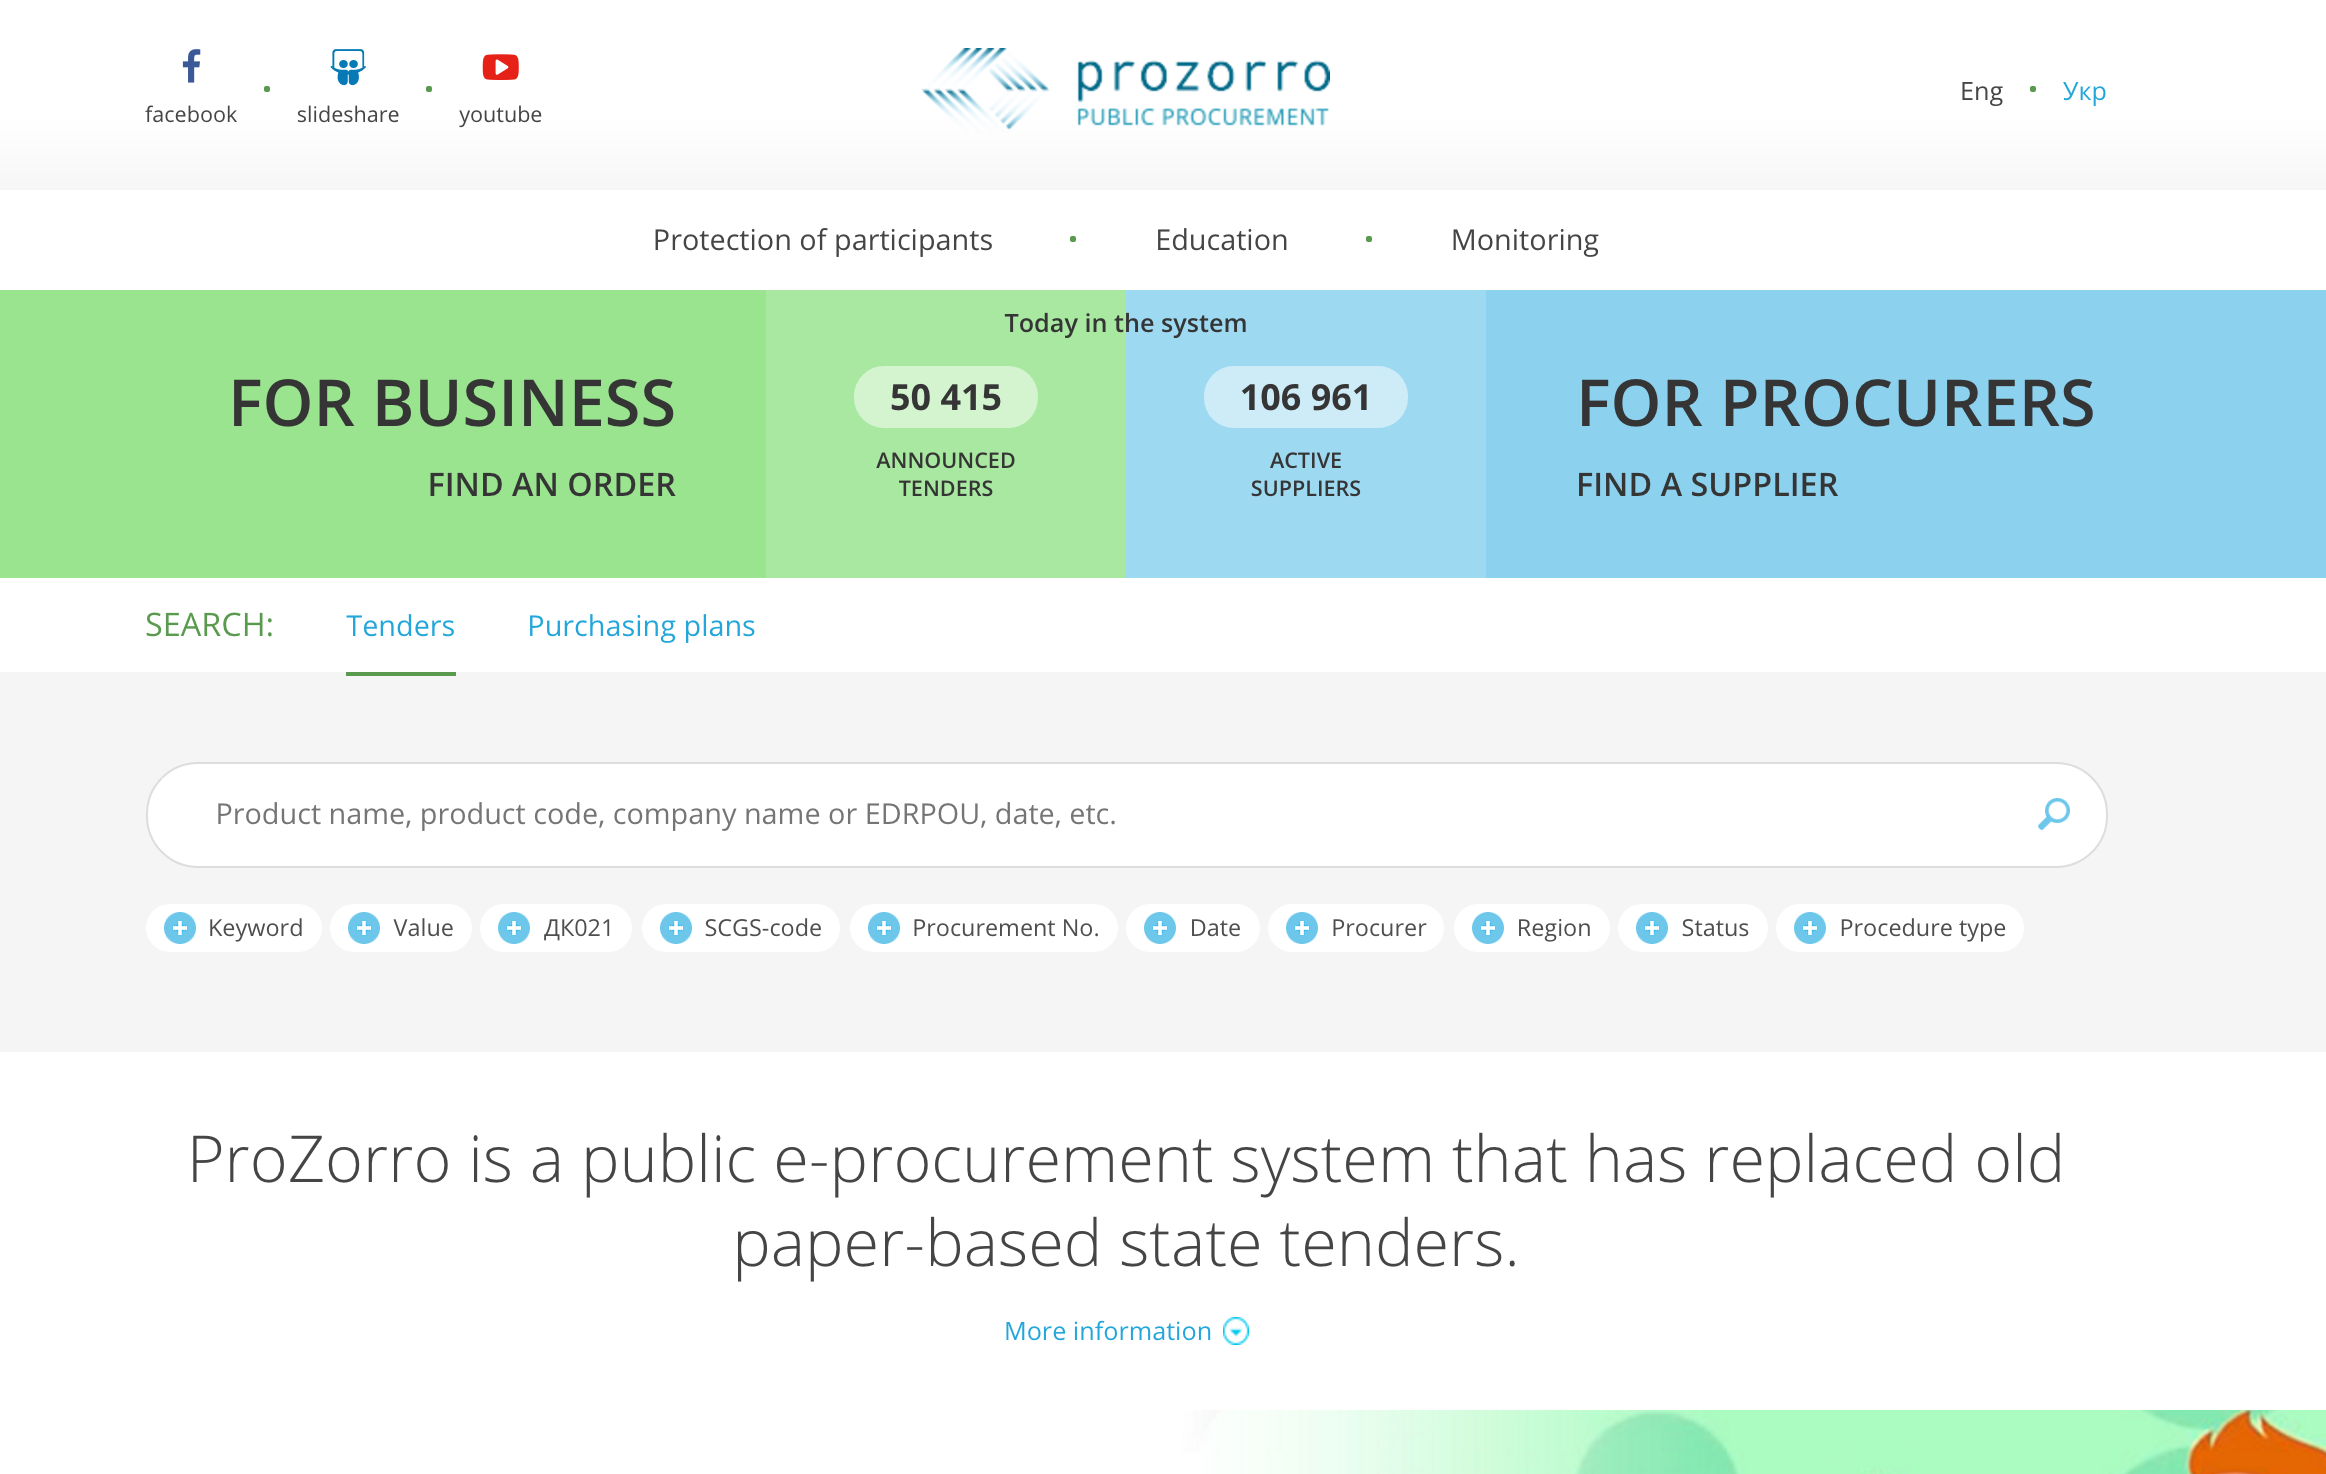 facebook
slideshare
youtube
prozorro
PUBLIC PROCUREMENT
Eng
Укр
Protection of participants
Education
Monitoring
Today in the system
FOR BUSINESS
FIND AN ORDER
50 415
ANNOUNCED
TENDERS
106 961
ACTIVE
SUPPLIERS
FOR PROCURERS
FIND A SUPPLIER
SEARCH:
Tenders
Purchasing plans
Product name, product code, company name or EDRPOU, date, etc.
Keyword
Value
ДК021
SCGS-code
Procurement No.
Date
Procurer
Region
Status
Procedure type
ProZorro is a public e-procurement system that has replaced old
paper-based state tenders.
More information